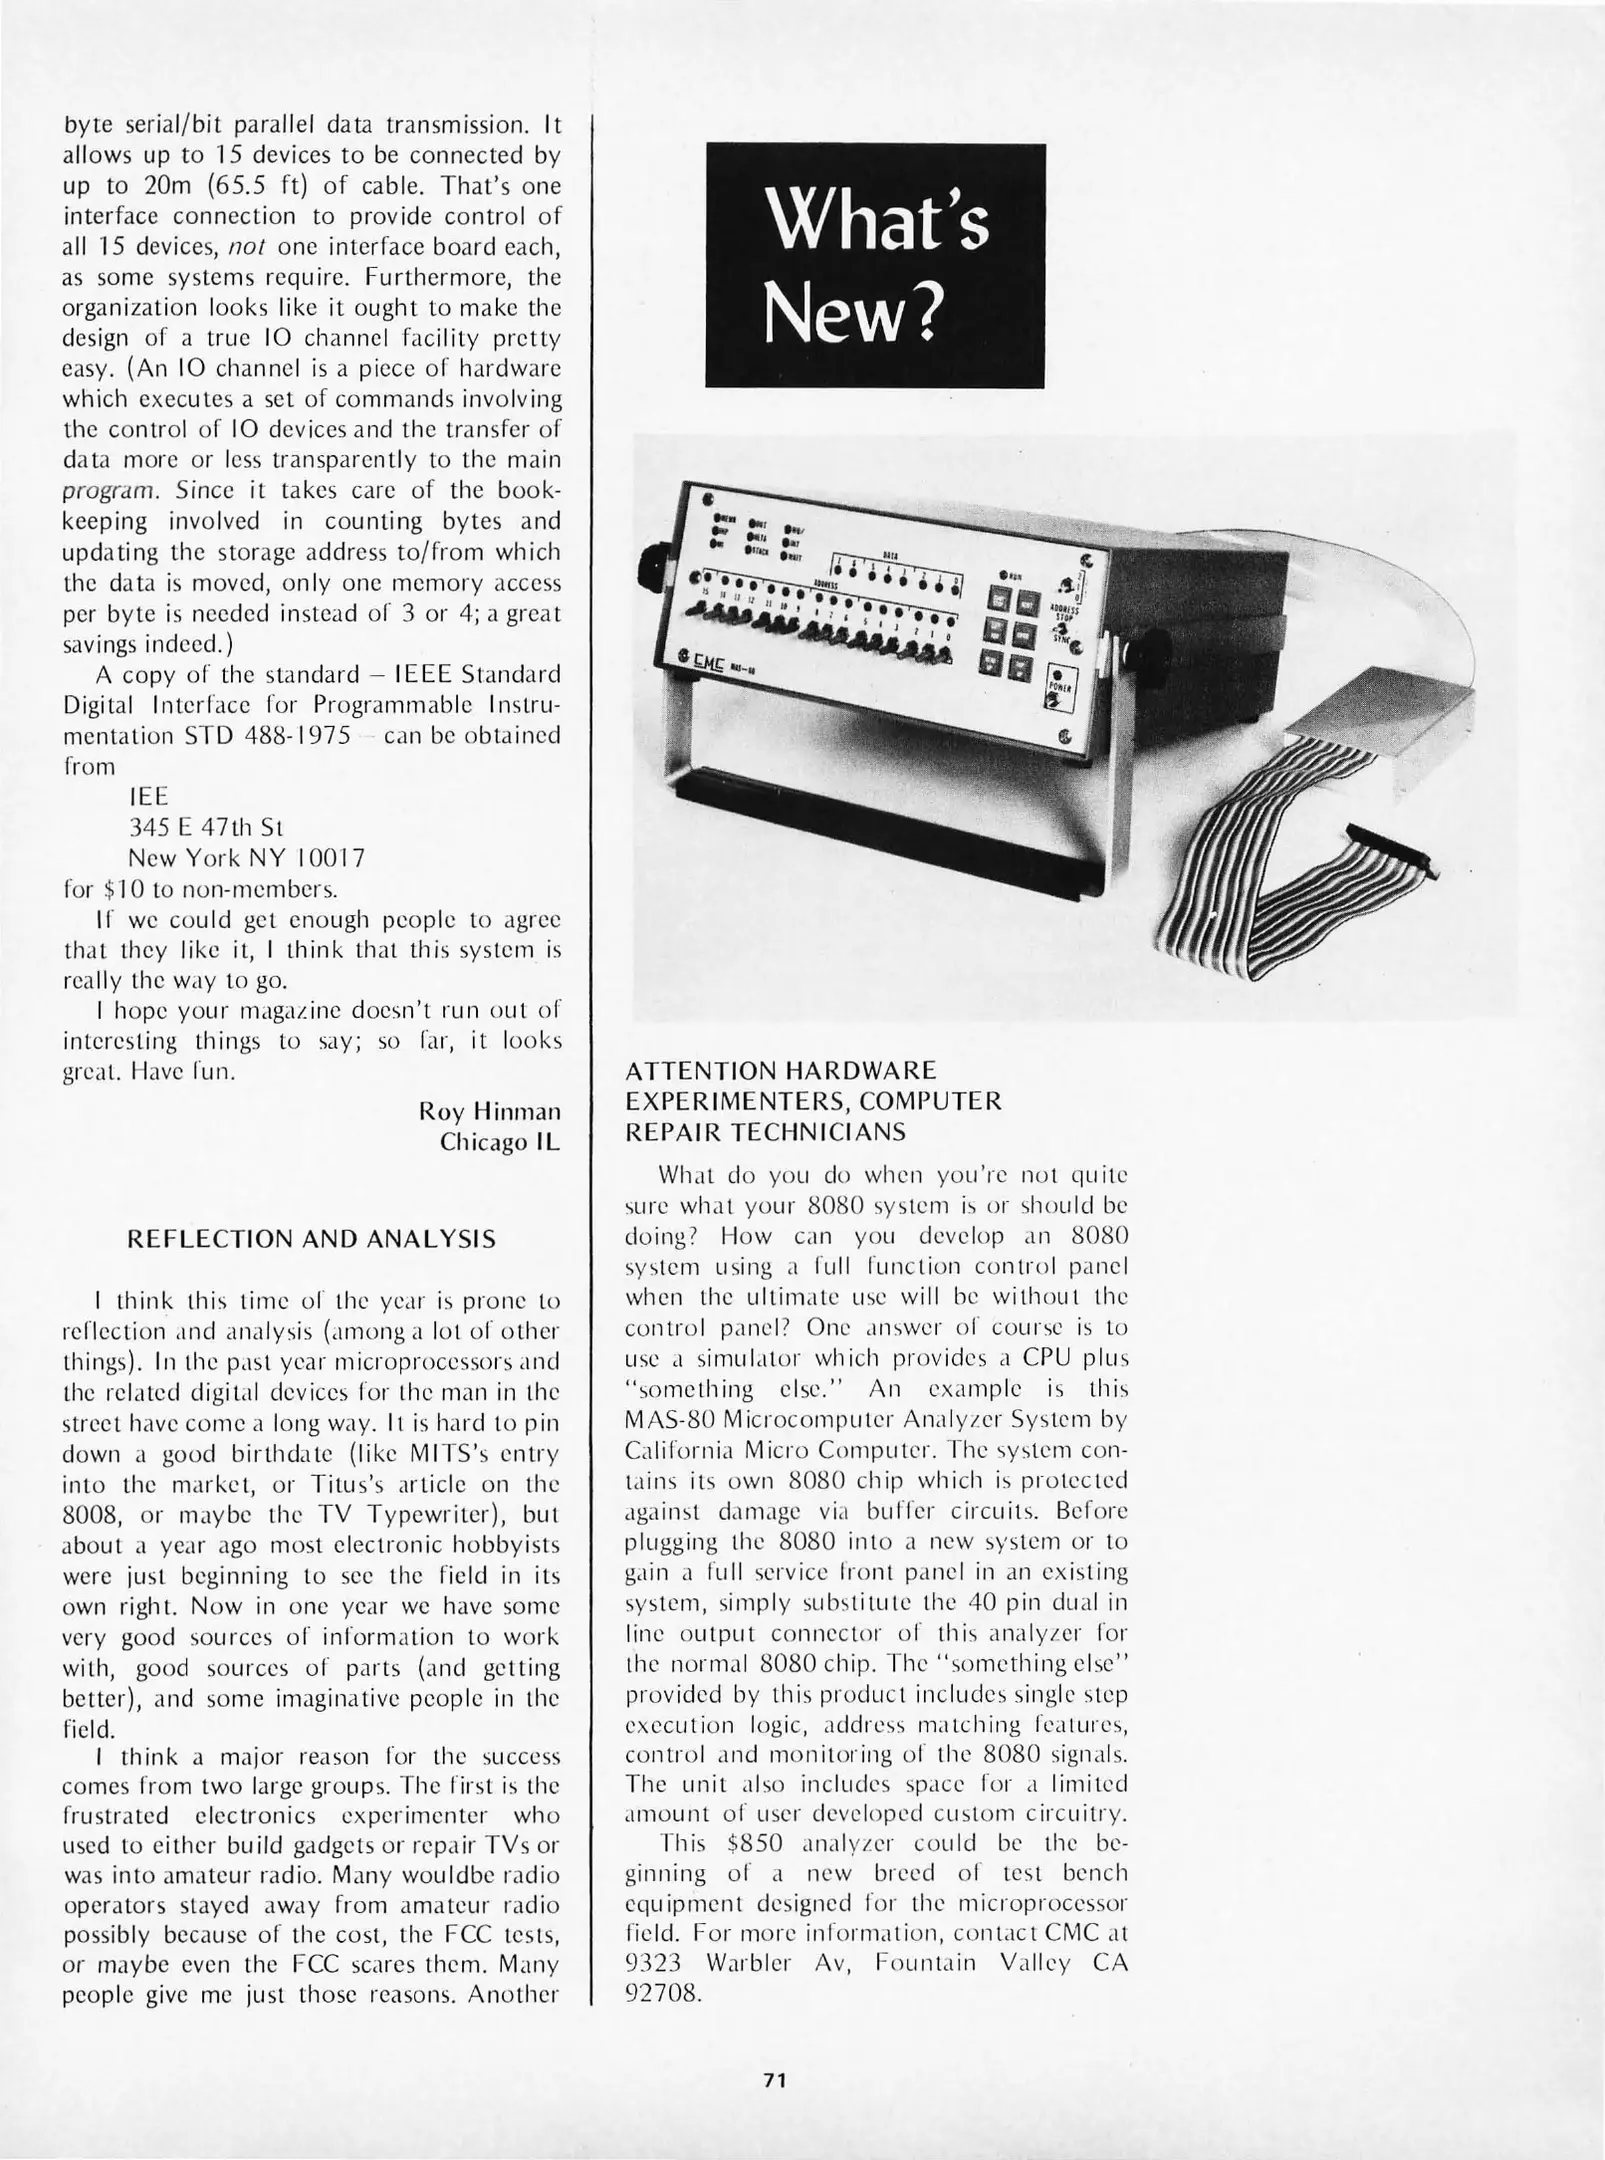 byte serial/bit parallel data transmission. It
allows up to 15 devices to be connected by
up to 20m (65.5 ft) of cable. That's one
interface connection to provide control of
all 15 devices, not one interface board each,
as some systems require. Furthermore, the
organization looks like it ought to make the
design of a true IO channel facility pretty
easy. (An IO channel is a piece of hardware
which executes a set of commands involving
the control of IO devices and the transfer of
data more or less transparently to the main
program. Since it takes care of the book-
keeping involved in counting bytes and
updating the storage address to/from which
the data is moved, only one memory access
per byte is needed instead of 3 or 4; a great
savings indeed.)
A copy of the standard – IEEE Standard
Digital Interface for Programmable Instru-
mentation STD 488-1975 – can be obtained
from
IEE
345 E 47th St
New York NY 10017
for $10 to non-members.
If we could get enough people to agree
that they like it, I think that this system is
really the way to go.
I hope your magazine doesn't run out of
interesting things to say; so far, it looks
great. Have fun.
Roy Hinman
Chicago IL
REFLECTION AND ANALYSIS
I think this time of the year is prone to
reflection and analysis (among a lot of other
things). In the past year microprocessors and
the related digital devices for the man in the
street have come a long way. It is hard to pin
down a good birthdate (like MITS's entry
into the market, or Titus's article on the
8008, or maybe the TV Typewriter), but
about a year ago most electronic hobbyists
were just beginning to see the field in its
own right. Now in one year we have some
very good sources of information to work
with, good sources of parts (and getting
better), and some imaginative people in the
field.
I think a major reason for the success
comes from two large groups. The first is the
frustrated electronics experimenter who
used to either build gadgets or repair TVs or
was into amateur radio. Many wouldbe radio
operators stayed away from amateur radio
possibly because of the cost, the FCC tests,
or maybe even the FCC scares them. Many
people give me just those reasons. Another
What's
New?
DATA
RUN
ADDRESS
ADDRESS
STOP
SYNC
POWER
CMC MAS-80
ATTENTION HARDWARE
EXPERIMENTERS, COMPUTER
REPAIR TECHNICIANS
What do you do when you're not quite
sure what your 8080 system is or should be
doing? How can you develop an 8080
system using a full function control panel
when the ultimate use will be without the
control panel? One answer of course is to
use a simulator which provides a CPU plus
"something else." An example is this
MAS-80 Microcomputer Analyzer System by
California Micro Computer. The system con-
tains its own 8080 chip which is protected
against damage via buffer circuits. Before
plugging the 8080 into a new system or to
gain a full service front panel in an existing
system, simply substitute the 40 pin dual in
line output connector of this analyzer for
the normal 8080 chip. The "something else"
provided by this product includes single step
execution logic, address matching features,
control and monitoring of the 8080 signals.
The unit also includes space for a limited
amount of user developed custom circuitry.
This $850 analyzer could be the be-
ginning of a new breed of test bench
equipment designed for the microprocessor
field. For more information, contact CMC at
9323 Warbler Av, Fountain Valley CA
92708.
71